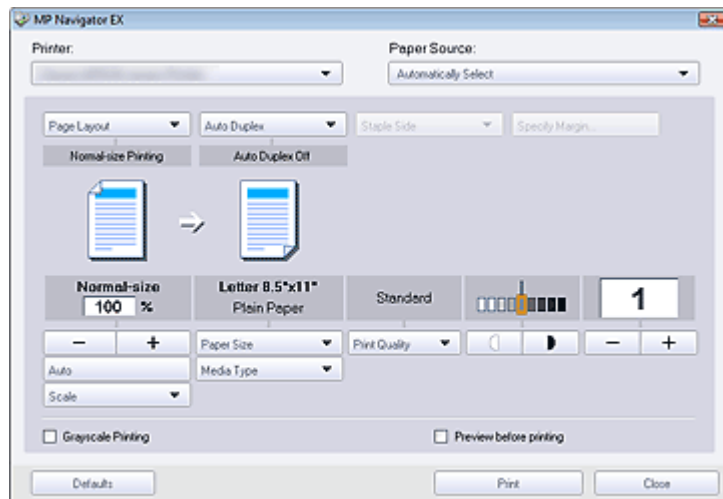 MP Navigator EX
Printer:
Paper Source:
Automatically Select
Page Layout
Auto Duplex
Staple Side
Specify Margin...
Normal-size Printing
Auto Duplex Off
Normal-size
100 %
Letter 8.5"x11"
Plain Paper
Standard
1
- +
Paper Size
Print Quality
- +
Auto
Media Type
Scale
Grayscale Printing
Preview before printing
Defaults
Print
Close